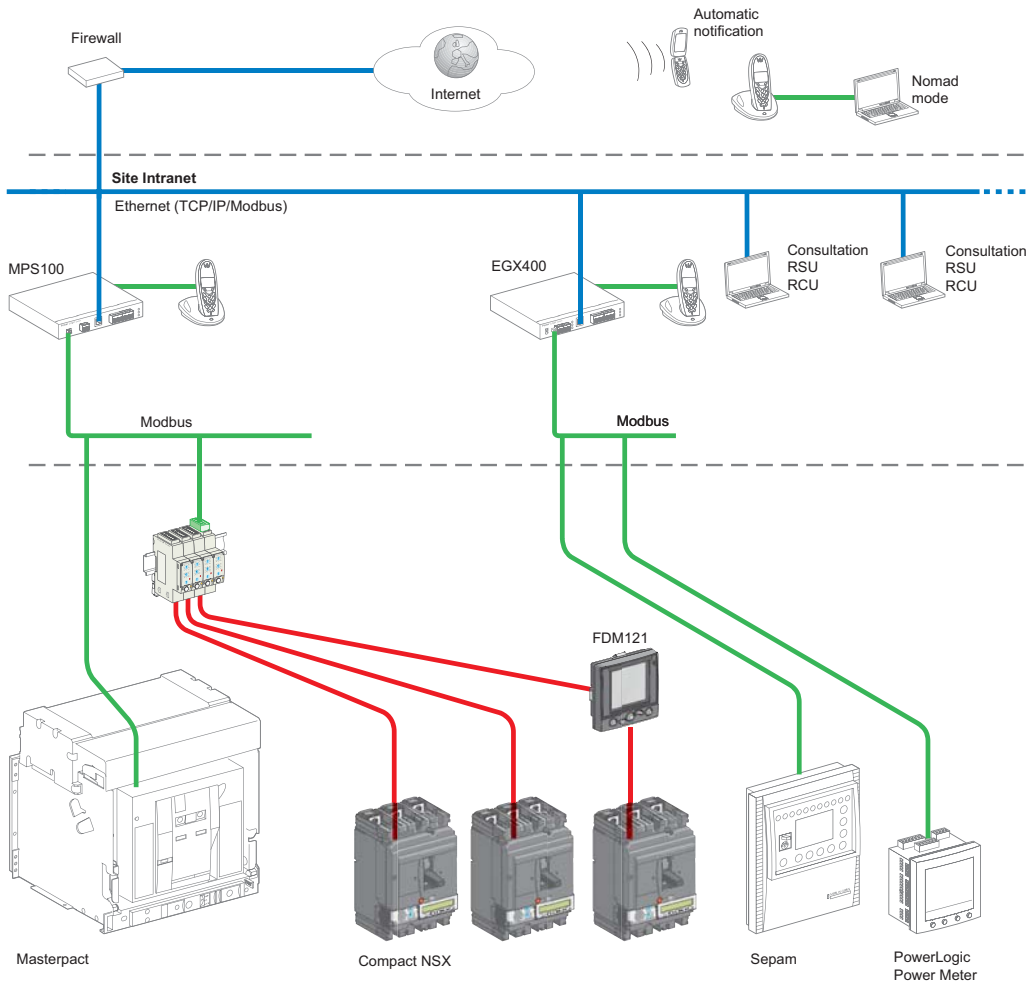 Automatic
notification
Firewall
Internet
Nomad
mode
Site Intranet
Ethernet (TCP/IP/Modbus)
MPS100
EGX400
Consultation
RSU
RCU
Consultation
RSU
RCU
Modbus
Modbus
FDM121
Masterpact
Compact NSX
Sepam
PowerLogic
Power Meter